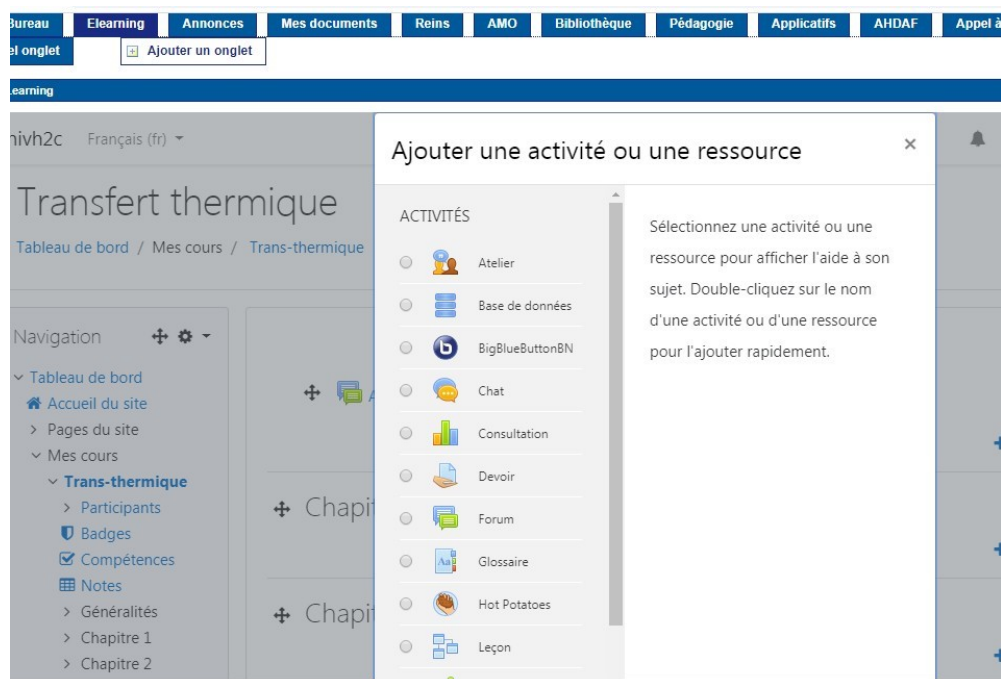 Bureau Elearning Annonces Mes documents Reins AMO Bibliothèque Pédagogie Applicatifs AHDAF Appel à
el onglet Ajouter un onglet
Learning
nivh2c Français (fr)
Transfert thermique
Tableau de bord / Mes cours / Trans-thermique
Navigation
Tableau de bord
Accueil du site
Pages du site
Mes cours
Trans-thermique
Participants
Badges
Compétences
Notes
Généralités
Chapitre 1
Chapitre 2
A
Chapit
Chapit
Ajouter une activité ou une ressource ×
ACTIVITÉS
Atelier
Base de données
BigBlueButtonBN
Chat
Consultation
Devoir
Forum
Glossaire
Hot Potatoes
Leçon
Sélectionnez une activité ou une
ressource pour afficher l'aide à son
sujet. Double-cliquez sur le nom
d'une activité ou d'une ressource
pour l'ajouter rapidement.